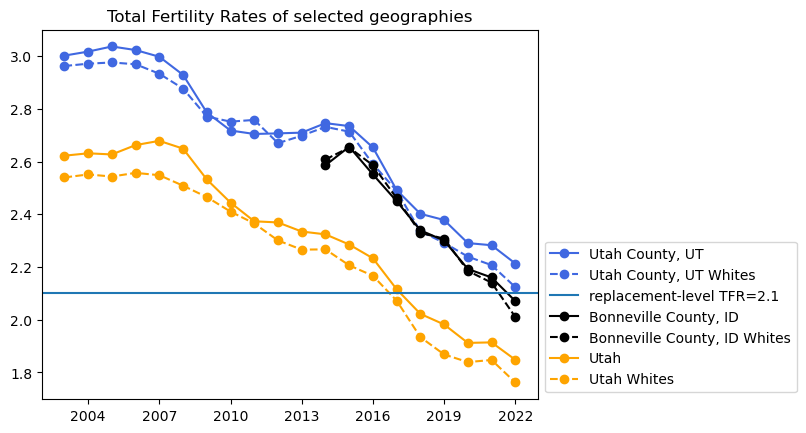 Total Fertility Rates of selected geographies
3.0
2.8
2.6
2.4
2.2
2.0
1.8
2004 2007 2010 2013 2016 2019 2022
Utah County, UT
Utah County, UT Whites
replacement-level TFR=2.1
Bonneville County, ID
Bonneville County, ID Whites
Utah
Utah Whites